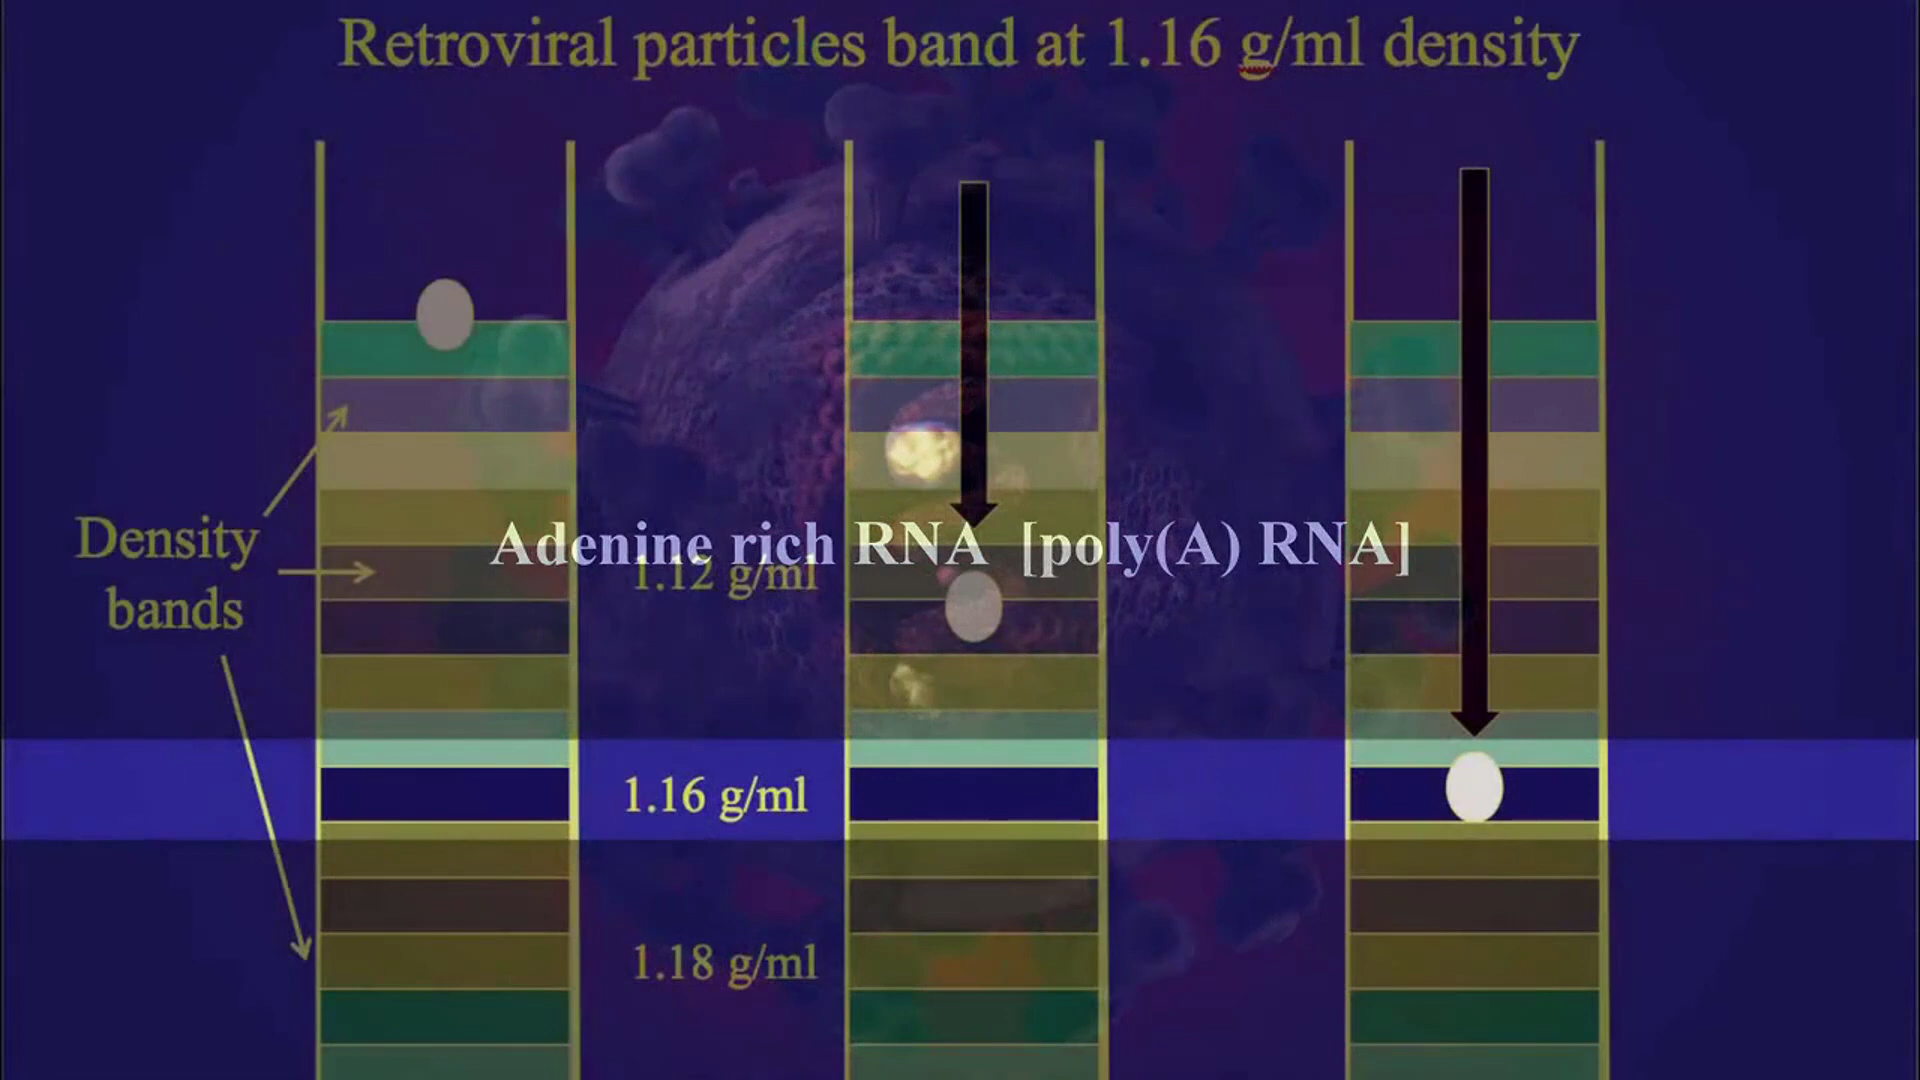 Retroviral particles band at 1.16 g/ml density
Density
bands
Adenine rich RNA [poly(A) RNA]
1.12 g/ml
1.16 g/ml
1.18 g/ml